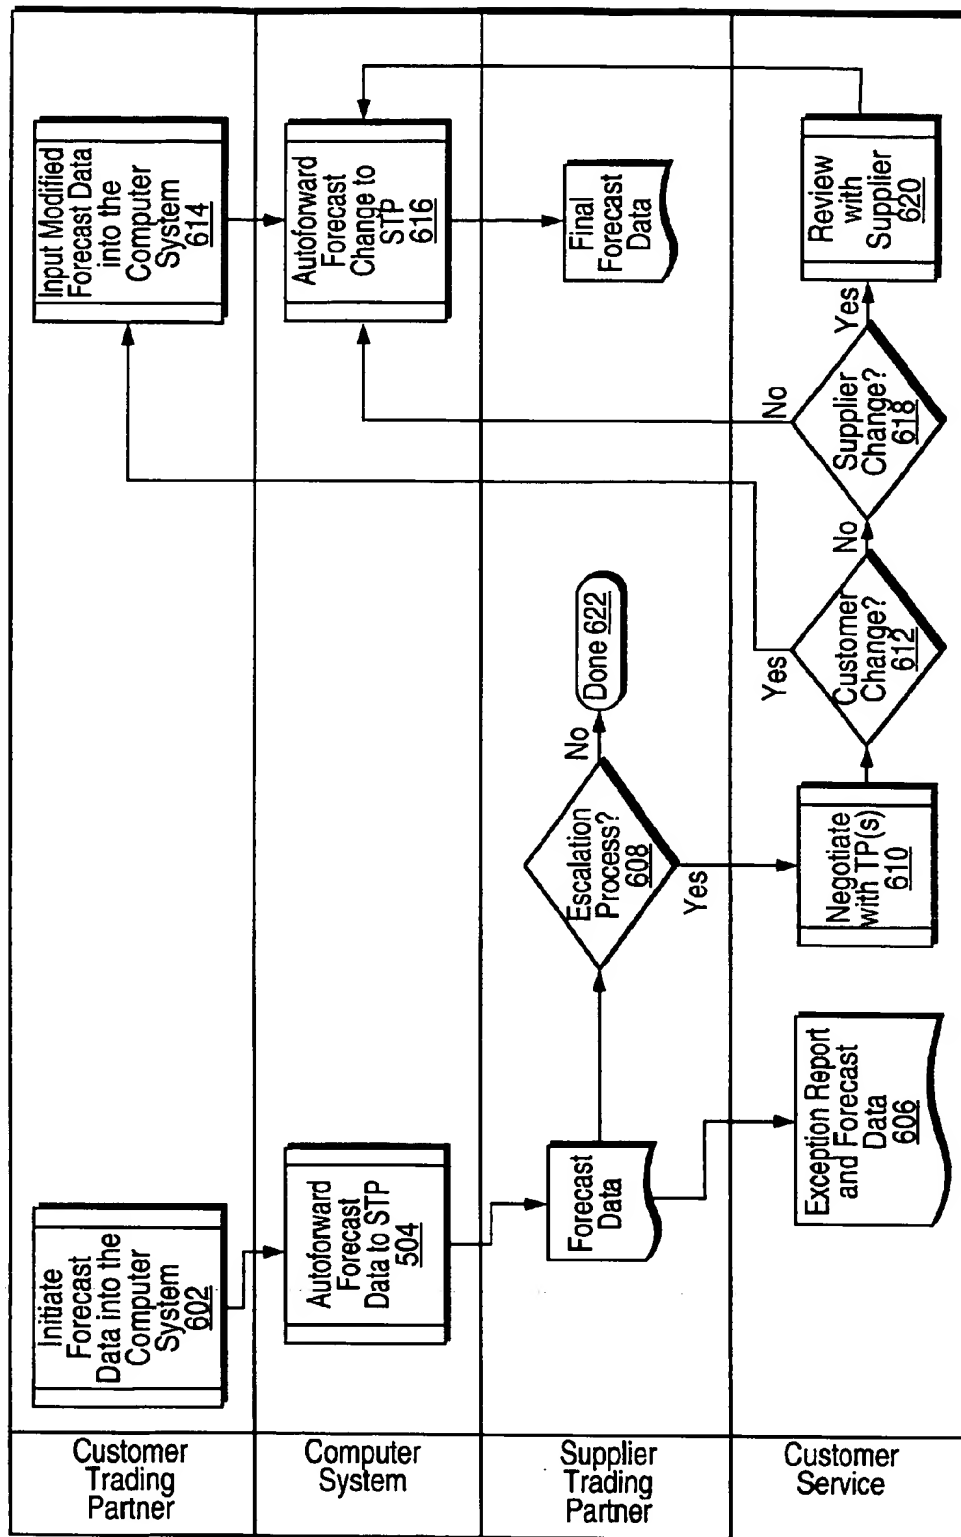 Customer
Trading
Partner
Initiate
Forecast
Data into the
Computer
System
602
Input Modified
Forecast Data
into the
Computer
System
614
Computer
System
Autoforward
Forecast
Data to STP
504
Autoforward
Forecast
Change to
STP
616
Supplier
Trading
Partner
Forecast
Data
Escalation
Process?
608
No
Yes
Done 622
Final
Forecast
Data
Customer
Service
Exception Report
and Forecast
Data
606
Negotiate
with TP(s)
610
Customer
Change?
612
Yes
No
Supplier
Change?
618
No
Yes
Review
with
Supplier
620